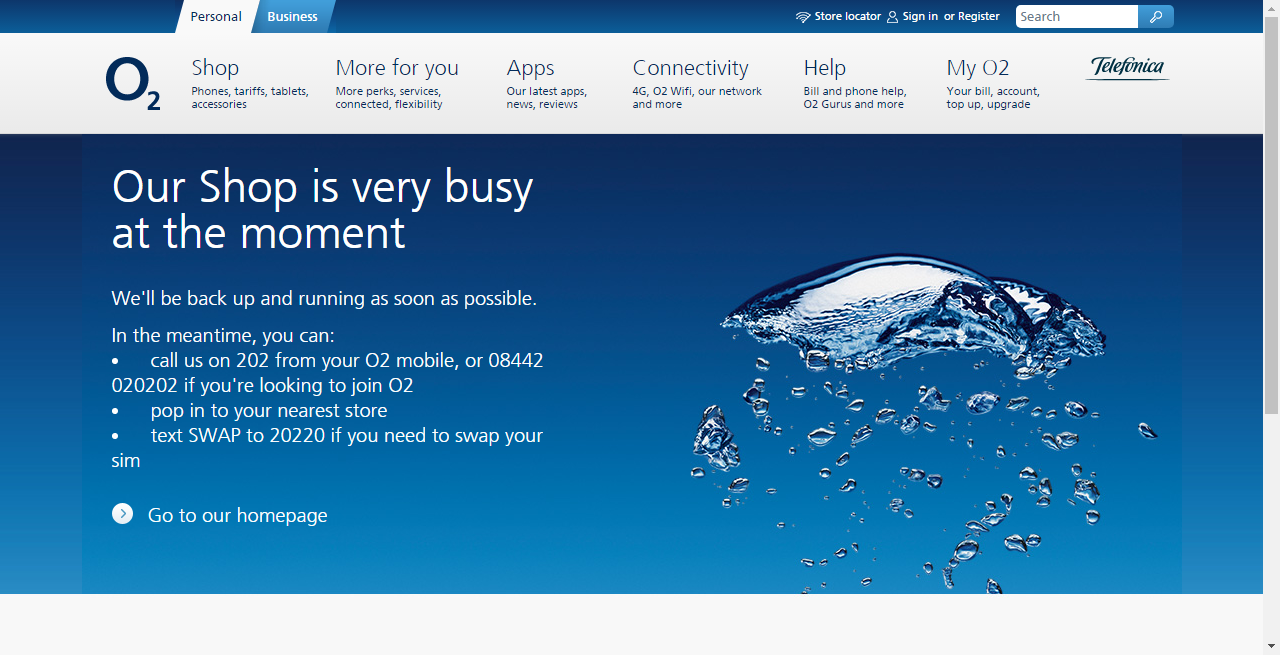 Personal Business Store locator Sign in or Register Search
O2
Shop More for you Apps Connectivity Help My O2 Telefónica
Phones, tariffs, tablets, More perks, services, Our latest apps, 4G, O2 Wifi, our network Bill and phone help, Your bill, account,
accessories connected, flexibility news, reviews and more O2 Gurus and more top up, upgrade
Our Shop is very busy
at the moment
We'll be back up and running as soon as possible.
In the meantime, you can:
• call us on 202 from your O2 mobile, or 08442
020202 if you're looking to join O2
• pop in to your nearest store
• text SWAP to 20220 if you need to swap your
sim
Go to our homepage